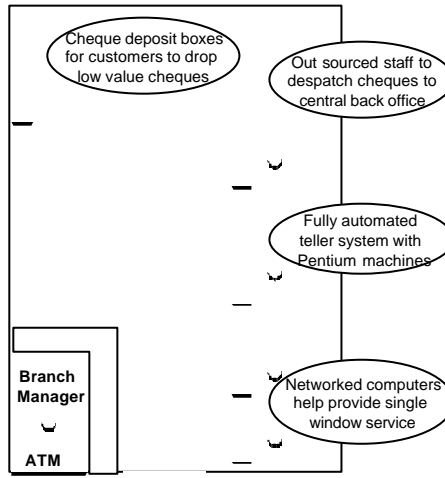 Cheque deposit boxes
for customers to drop
low value cheques
Out sourced staff to
despatch cheques to
central back office
Fully automated
teller system with
Pentium machines
Networked computers
help provide single
window service
Branch
Manager
ATM